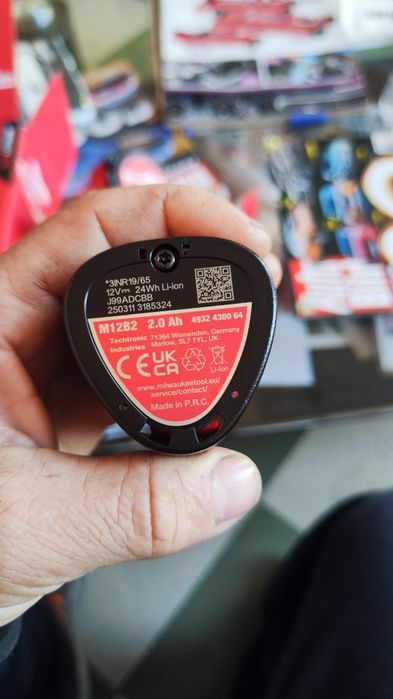 *3INR19/65
12V⎓ 24Wh Li-ion
J99ADCBB
250311 3185324
M12B2 2.0 Ah 4932 4300 64
Techtronic Industries
71364 Winnenden, Germany
Marlow, SL7 1YL, UK
CE UK CA
Li-Ion
www.milwaukeetool.eu/
service/contact/
Made in P.R.C.